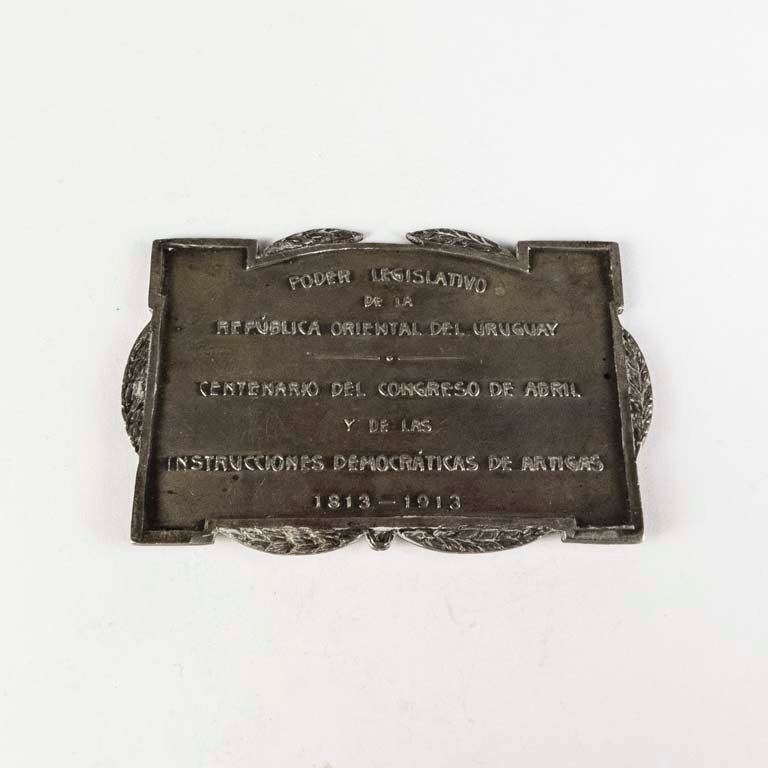 PODER LEGISLATIVO
DE LA
REPÚBLICA ORIENTAL DEL URUGUAY
CENTENARIO DEL CONGRESO DE ABRIL
Y DE LAS
INSTRUCCIONES DEMOCRÁTICAS DE ARTIGAS
1813-1913